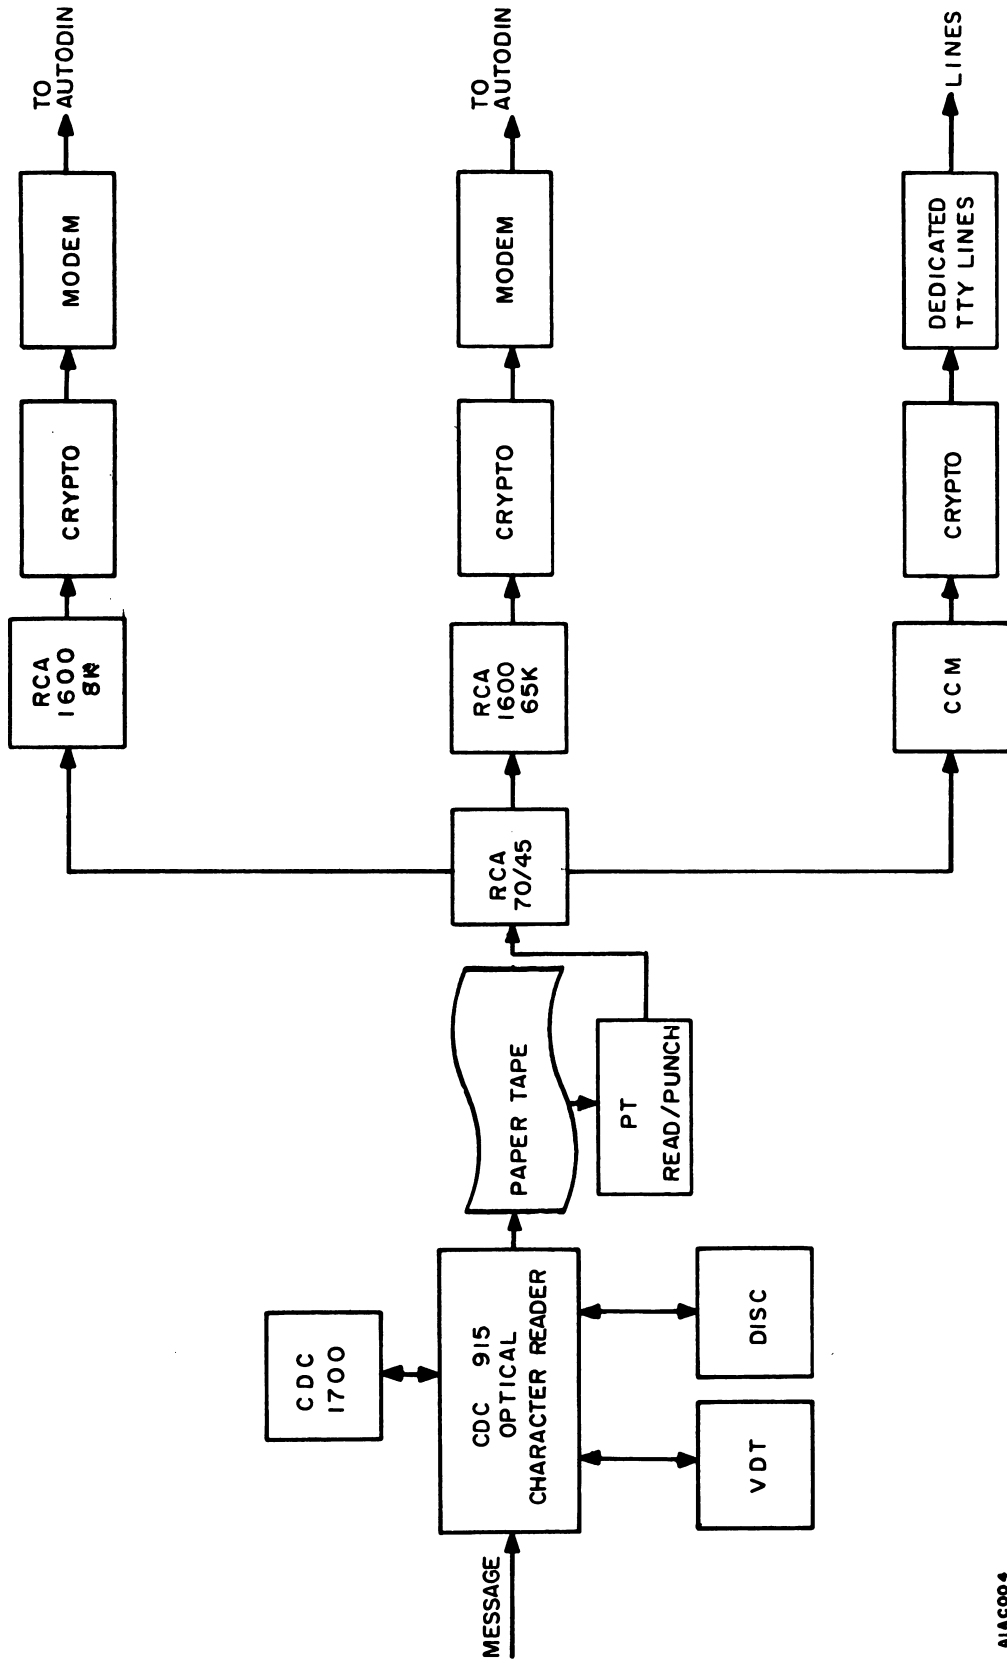 MESSAGE
CDC 915
OPTICAL
CHARACTER READER
CDC
1700
VDT
DISC
PAPER TAPE
PT
READ/PUNCH
RCA
70/45
RCA
1600
8K
CRYPTO
MODEM
TO
AUTODIN
RCA
1600
65K
CRYPTO
MODEM
TO
AUTODIN
CCM
CRYPTO
DEDICATED
TTY LINES
LINES